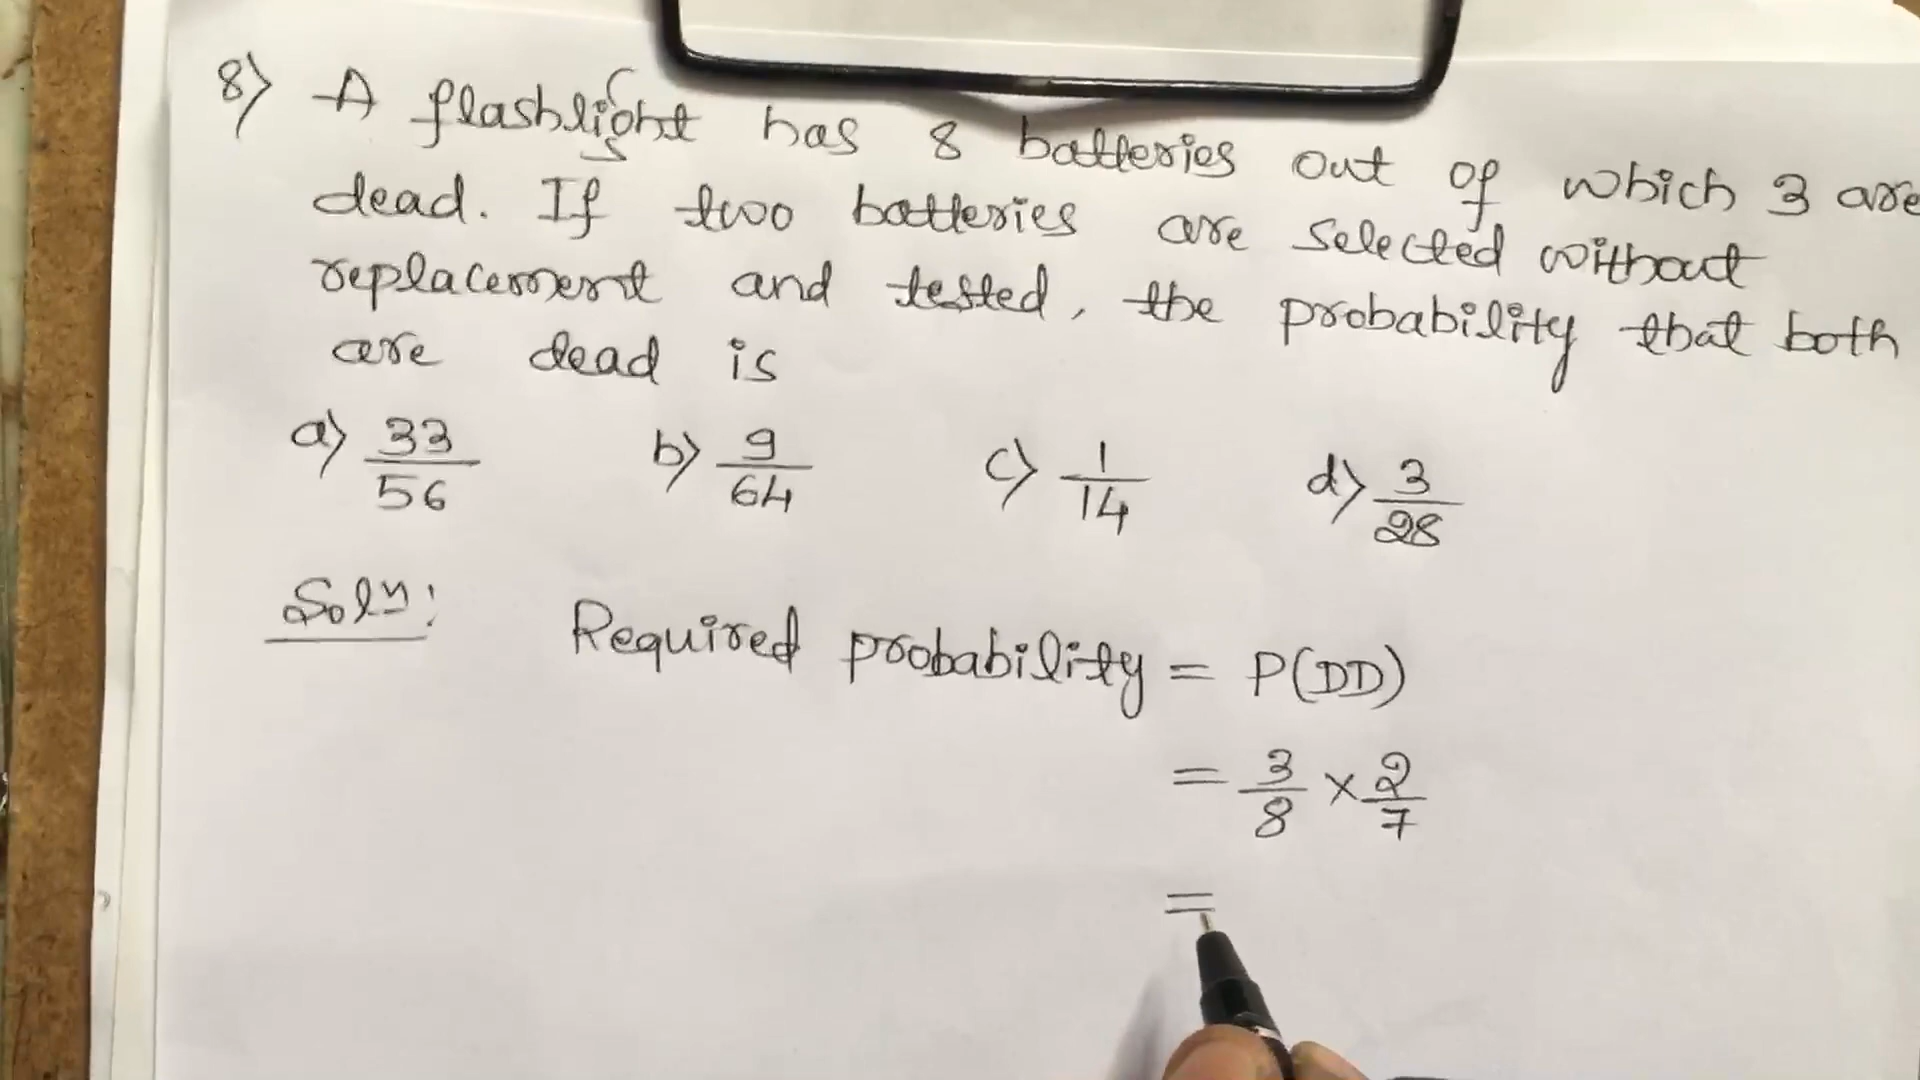 8) A flashlight has 8 batteries out of which 3 are
dead. If two batteries are selected without
replacement and tested, the probability that both
are dead is
a) 33/56 b) 9/64 c) 1/14 d) 3/28
Soln: Required probability = P(DD)
= 3/8 × 2/7
=